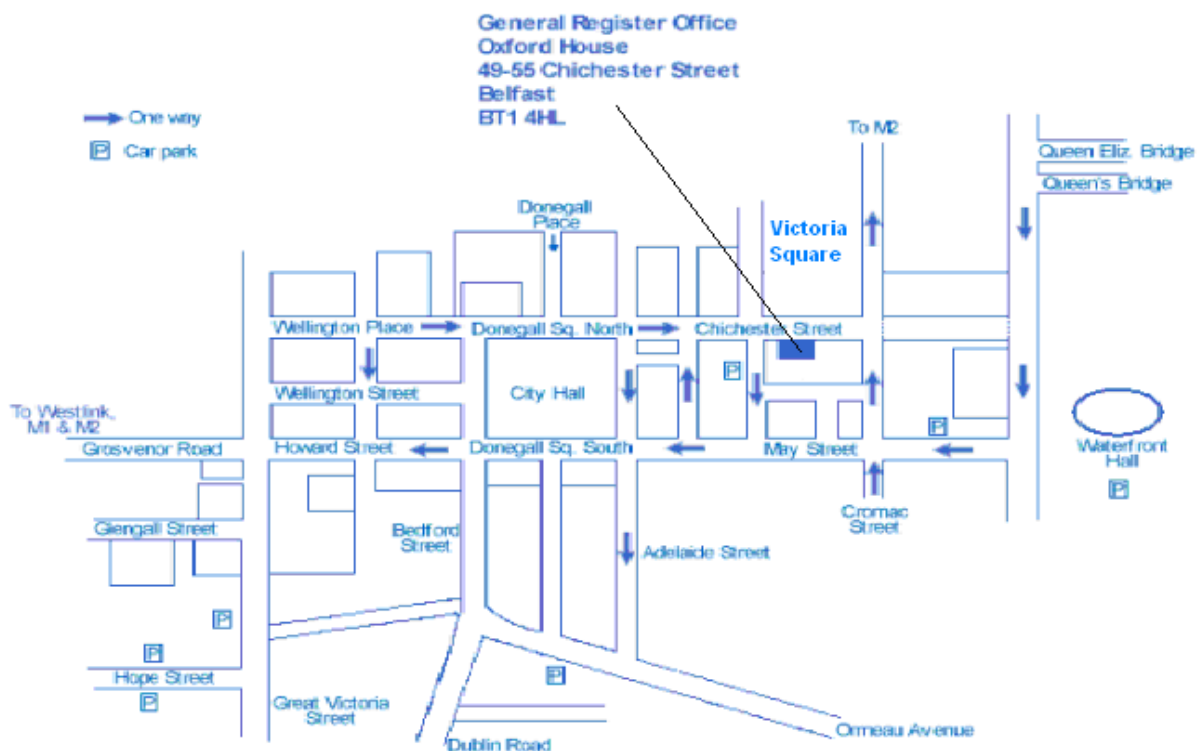 General Register Office
Oxford House
49-55 Chichester Street
Belfast
BT1 4HL
One way
P Car park
To M2
Queen Eliz. Bridge
Queen's Bridge
Donegall
Place
Victoria
Square
Wellington Place
Donegall Sq. North
Chichester Street
P
Wellington Street
City Hall
To Westlink,
M1 & M2
Grosvenor Road
Howard Street
Donegall Sq. South
May Street
P
Waterfront
Hall
P
Cromac
Street
Glengall Street
Bedford
Street
Adelaide Street
P
P
Hope Street
P
P
Great Victoria
Street
Dublin Road
Ormeau Avenue